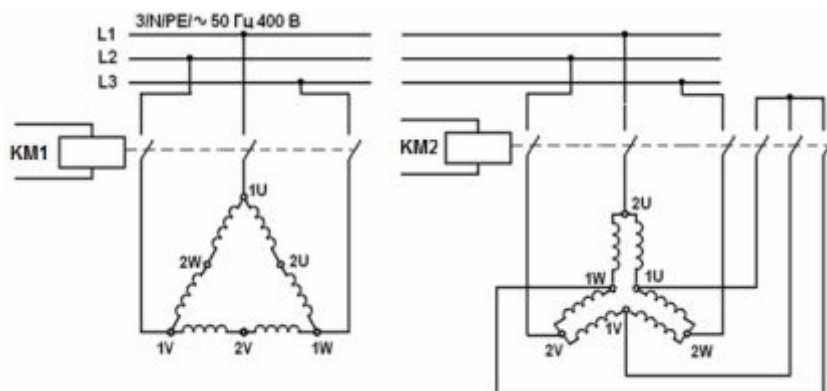 3/N/PE/~ 50 Гц 400 В
L1
L2
L3
KM1
1U
2W
2U
1V
2V
1W
KM2
2U
1W
1U
1V
2V
2W